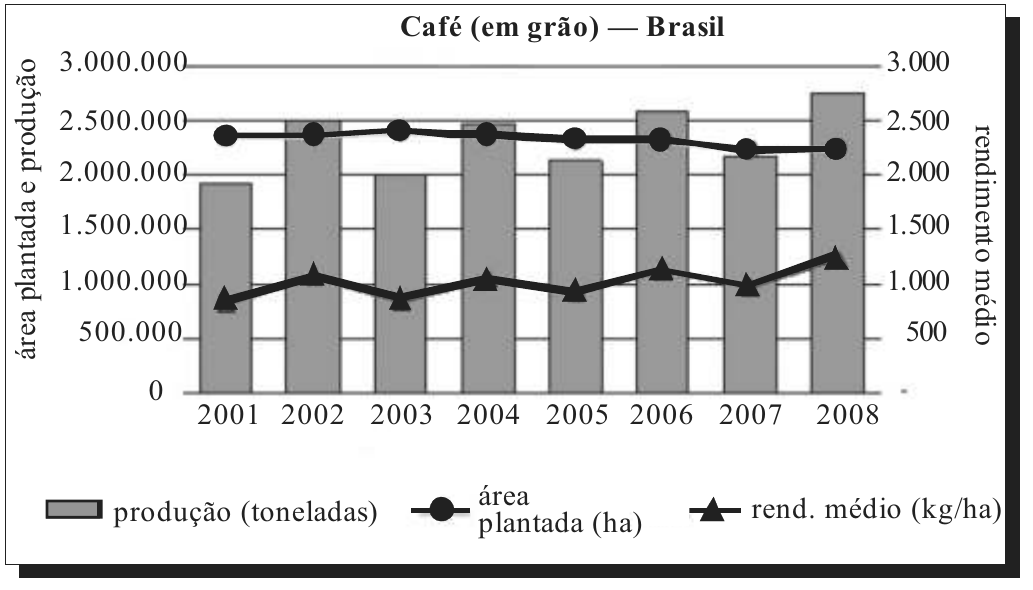 Café (em grão) — Brasil
área plantada e produção
3.000.000
2.500.000
2.000.000
1.500.000
1.000.000
500.000
0
3.000
2.500
2.000
1.500
1.000
500
-
rendimento médio
2001 2002 2003 2004 2005 2006 2007 2008
produção (toneladas)
área
plantada (ha)
rend. médio (kg/ha)